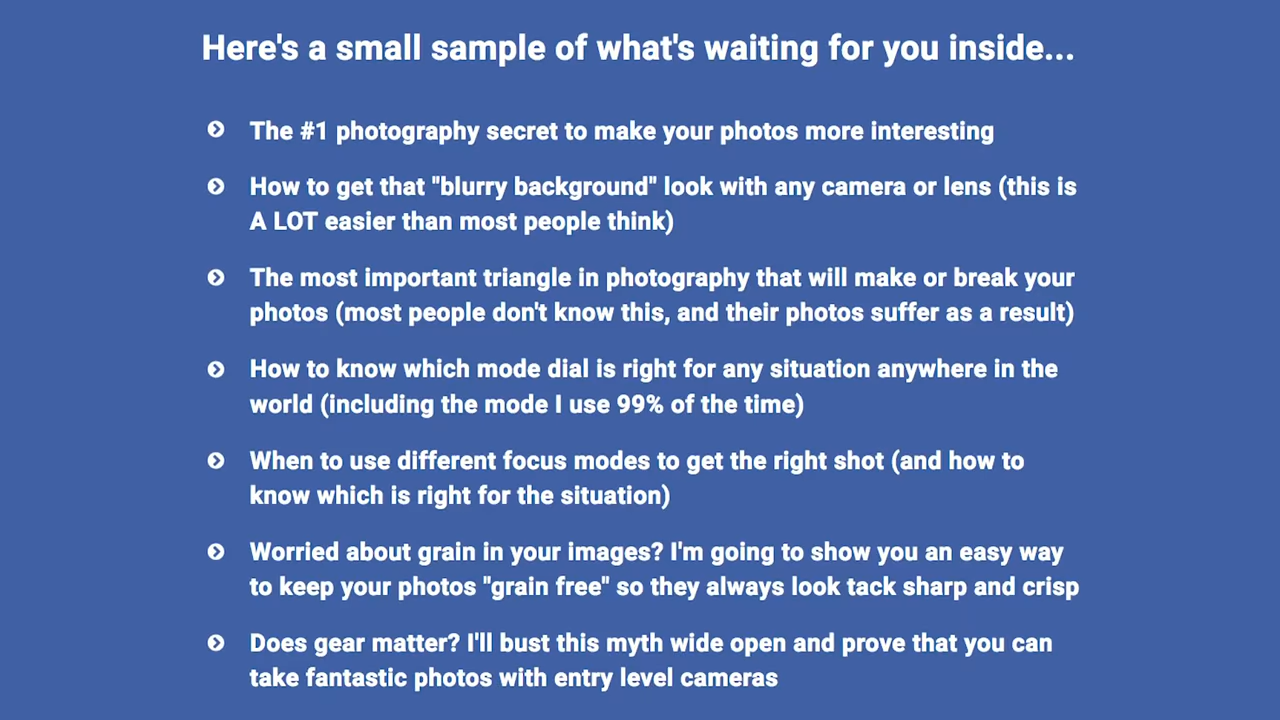 Here's a small sample of what's waiting for you inside...
The #1 photography secret to make your photos more interesting
How to get that "blurry background" look with any camera or lens (this is
A LOT easier than most people think)
The most important triangle in photography that will make or break your
photos (most people don't know this, and their photos suffer as a result)
How to know which mode dial is right for any situation anywhere in the
world (including the mode I use 99% of the time)
When to use different focus modes to get the right shot (and how to
know which is right for the situation)
Worried about grain in your images? I'm going to show you an easy way
to keep your photos "grain free" so they always look tack sharp and crisp
Does gear matter? I'll bust this myth wide open and prove that you can
take fantastic photos with entry level cameras